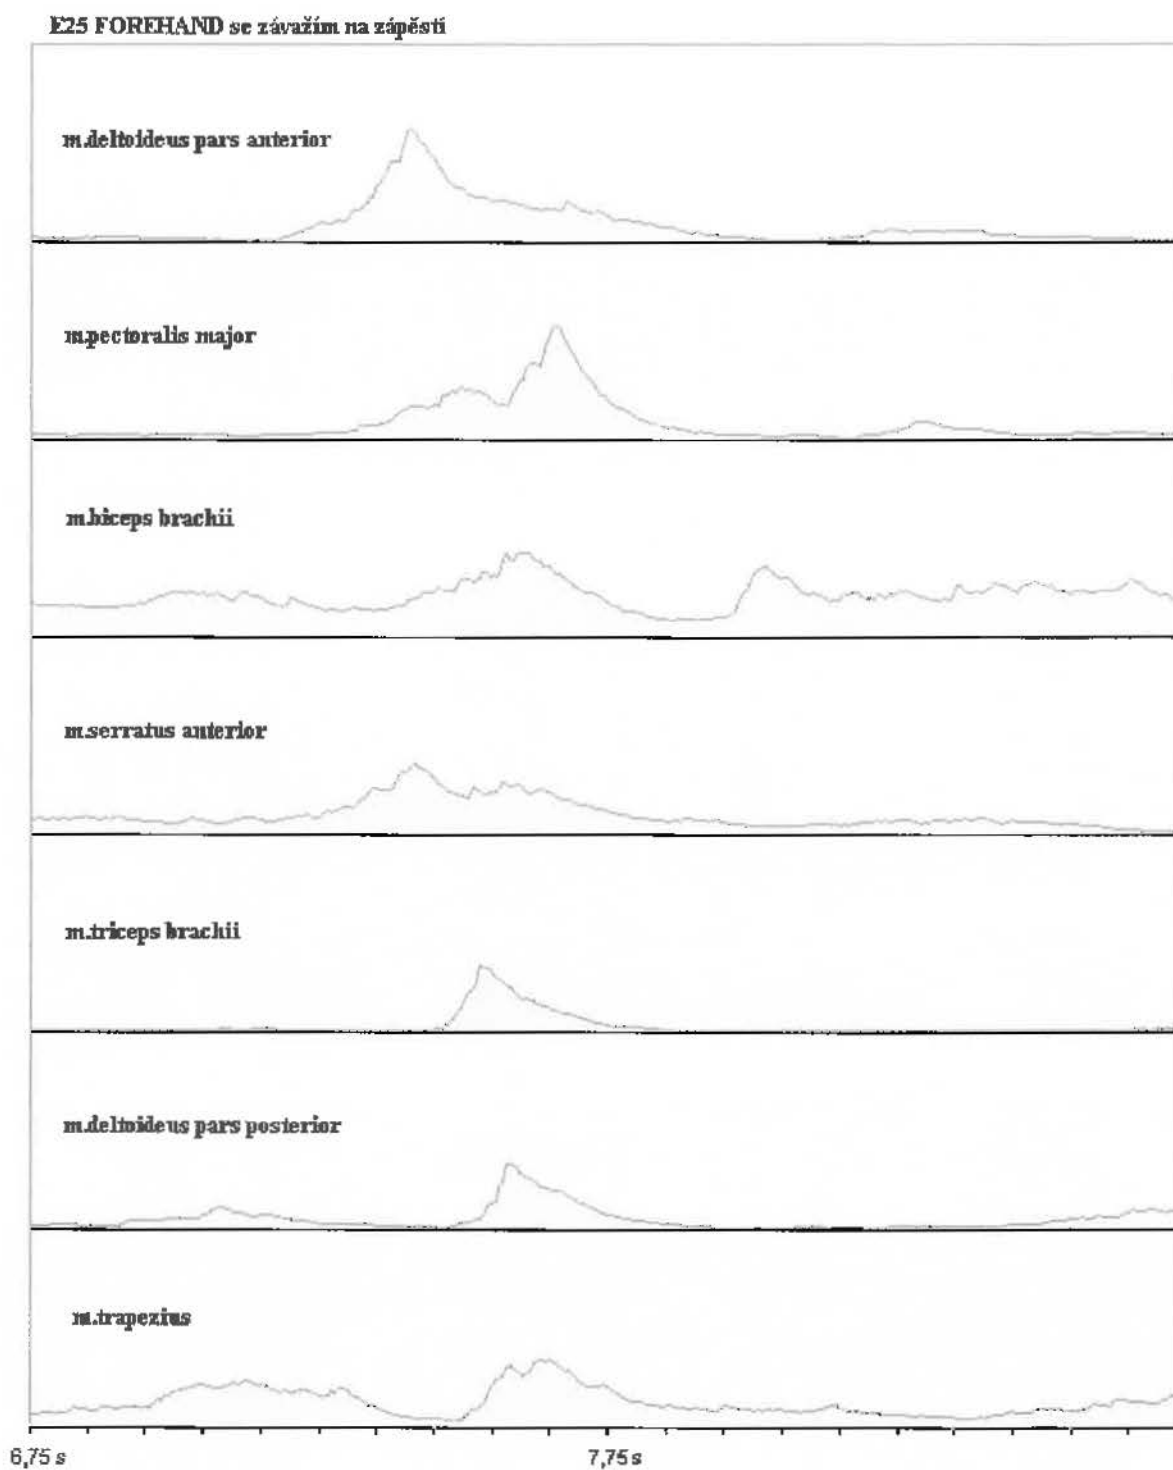 E25 FOREHAND se závažím na zápěstí
m.deltoideus pars anterior
m.pectoralis major
m.biceps brachii
m.serratus anterior
m.triceps brachii
m.deltoideus pars posterior
m.trapezius
6,75 s
7,75 s